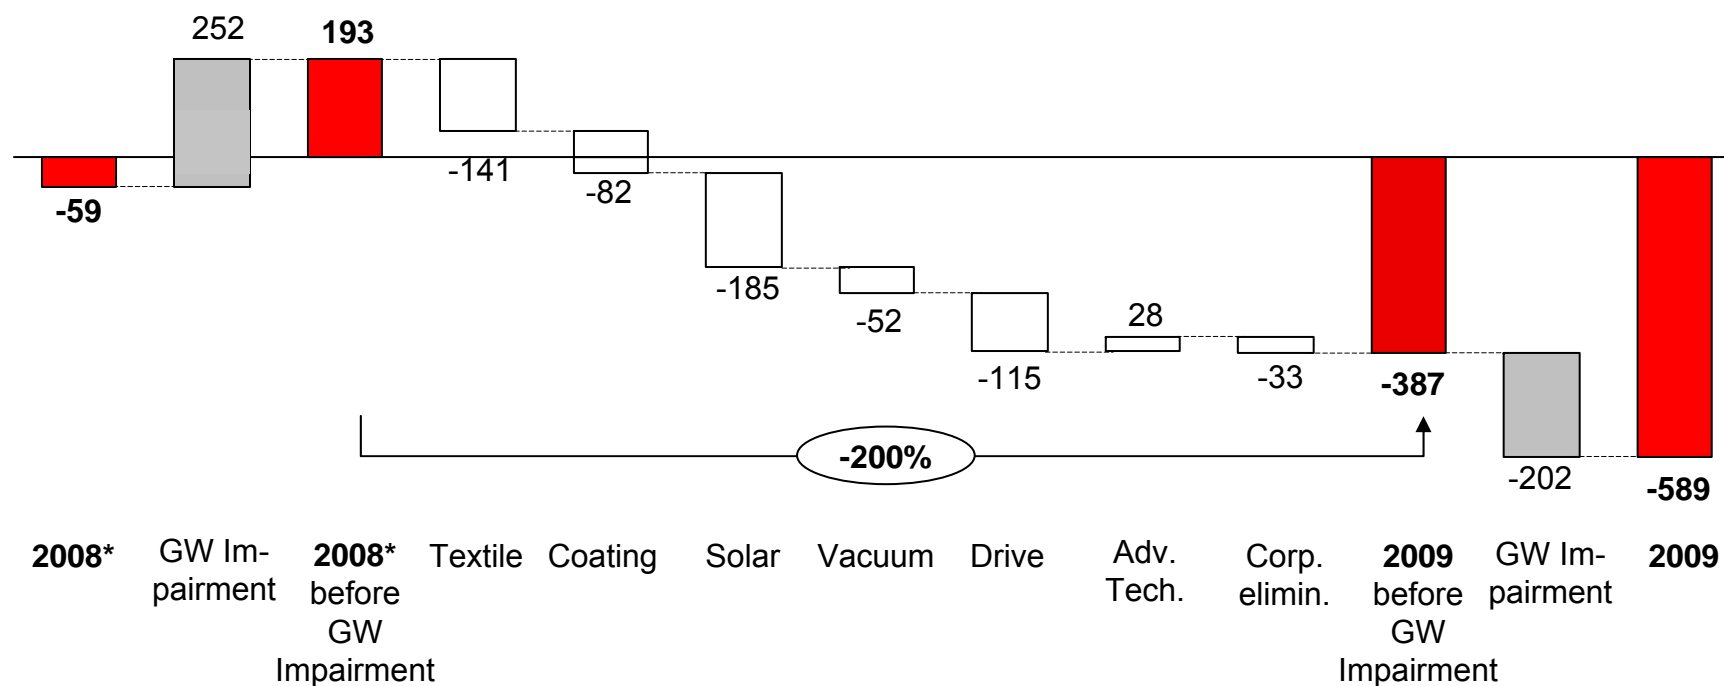 252
193
-141
-82
-59
-185
-52
28
-115
-33
-387
-200%
-202
-589
2008*
GW Im-
pairment
2008*
before
GW
Impairment
Textile
Coating
Solar
Vacuum
Drive
Adv.
Tech.
Corp.
elimin.
2009
before
GW
Impairment
GW Im-
pairment
2009